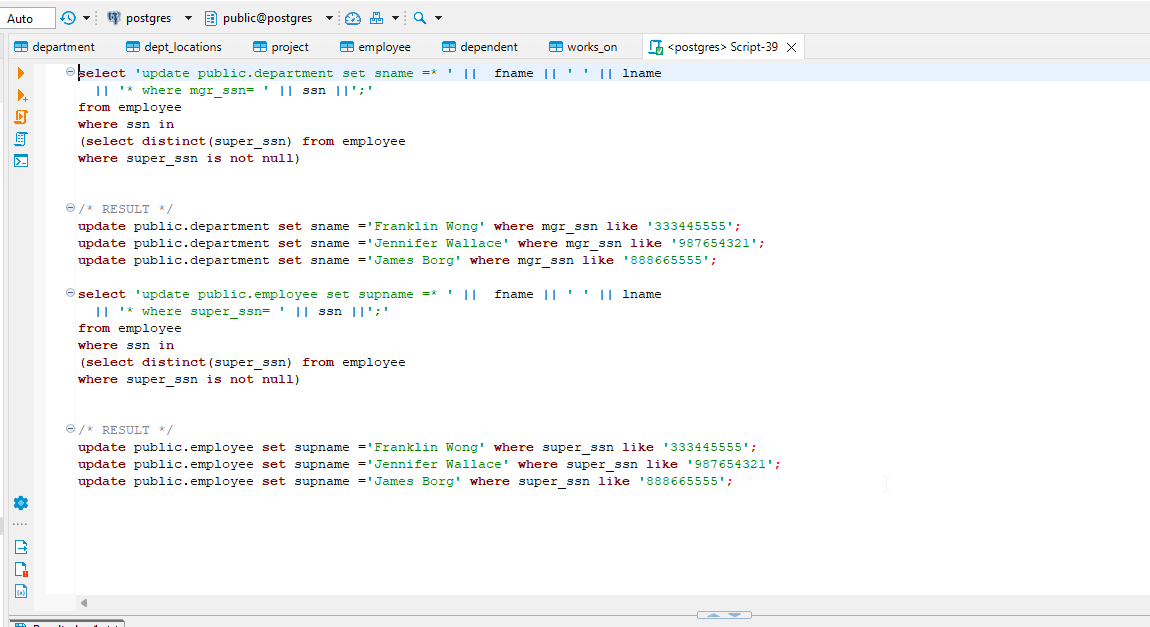 Auto postgres public@postgres
department dept_locations project employee dependent works_on <postgres> Script-39
select 'update public.department set sname =* ' ||  fname || ' ' || lname
|| '* where mgr_ssn= ' || ssn ||';'
from employee
where ssn in
(select distinct(super_ssn) from employee
where super_ssn is not null)
/* RESULT */
update public.department set sname ='Franklin Wong' where mgr_ssn like '333445555';
update public.department set sname ='Jennifer Wallace' where mgr_ssn like '987654321';
update public.department set sname ='James Borg' where mgr_ssn like '888665555';
select 'update public.employee set supname =* ' ||  fname || ' ' || lname
|| '* where super_ssn= ' || ssn ||';'
from employee
where ssn in
(select distinct(super_ssn) from employee
where super_ssn is not null)
/* RESULT */
update public.employee set supname ='Franklin Wong' where super_ssn like '333445555';
update public.employee set supname ='Jennifer Wallace' where super_ssn like '987654321';
update public.employee set supname ='James Borg' where super_ssn like '888665555';